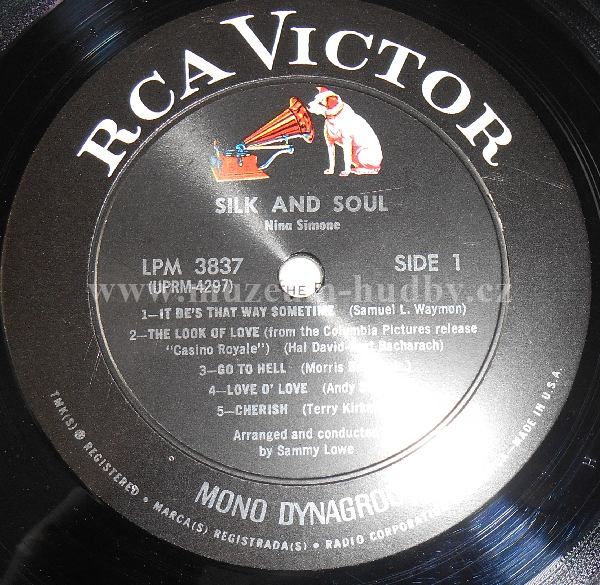 RCA VICTOR
SILK AND SOUL
Nina Simone
LPM 3837
SIDE 1
(UPRM-4297)
www.muzeum-hudby.cz
1—IT BE'S THAT WAY SOMETIME (Samuel L. Waymon)
2—THE LOOK OF LOVE (from the Columbia Pictures release
"Casino Royale") (Hal David-Burt Bacharach)
3—GO TO HELL (Morris
4—LOVE O' LOVE (Andy
5—CHERISH (Terry
Arranged and conducted
by Sammy Lowe
MONO DYNAGROOVE
TMK(S) ® REGISTERED • MARCA(S) REGISTRADA(S) • RADIO CORPORATION
MADE IN U.S.A.